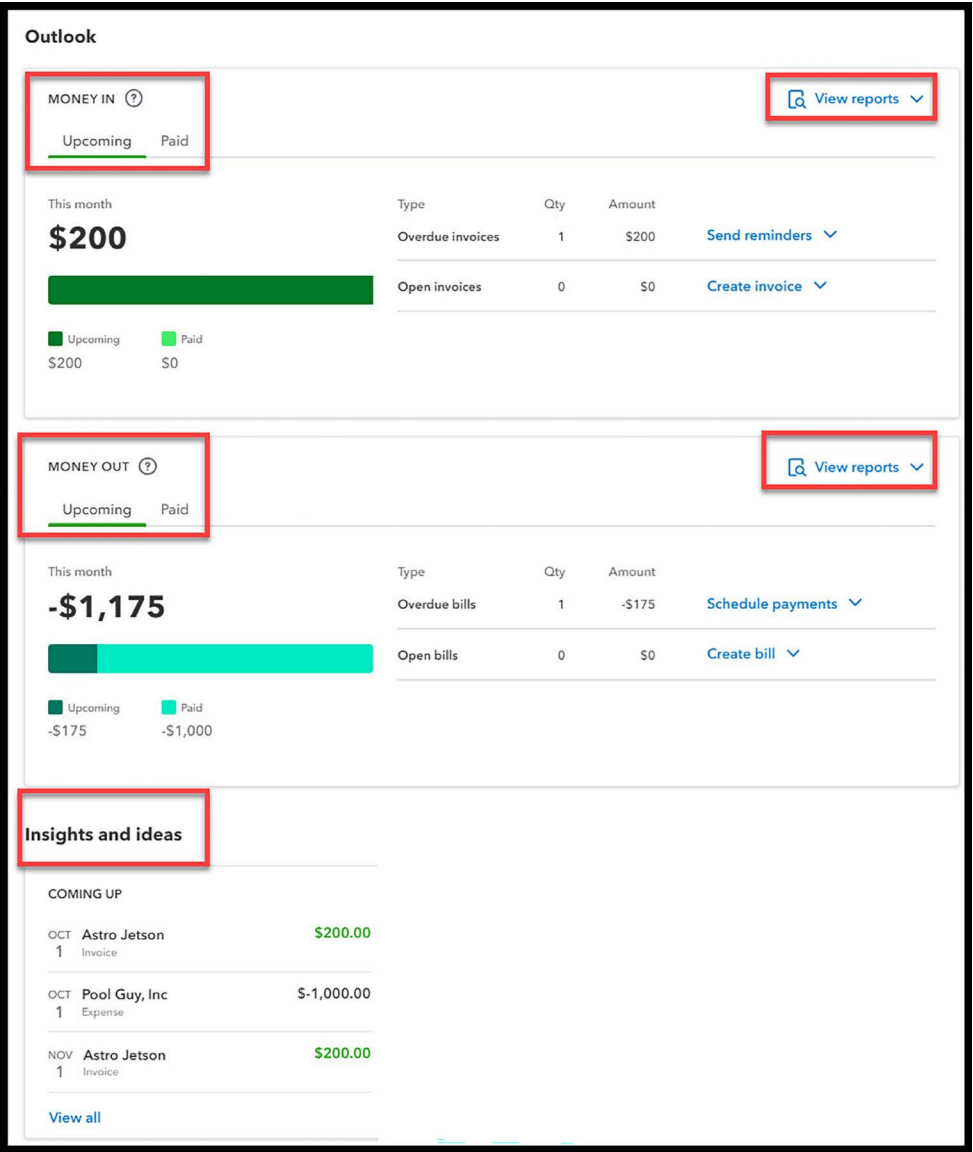 Outlook
MONEY IN ?
View reports
Upcoming Paid
This month
$200
Type Qty Amount
Overdue invoices 1 $200 Send reminders
Open invoices 0 $0 Create invoice
Upcoming Paid
$200 $0
MONEY OUT ?
View reports
Upcoming Paid
This month
-$1,175
Type Qty Amount
Overdue bills 1 -$175 Schedule payments
Open bills 0 $0 Create bill
Upcoming Paid
-$175 -$1,000
Insights and ideas
COMING UP
OCT Astro Jetson $200.00
1 Invoice
OCT Pool Guy, Inc $-1,000.00
1 Expense
NOV Astro Jetson $200.00
1 Invoice
View all